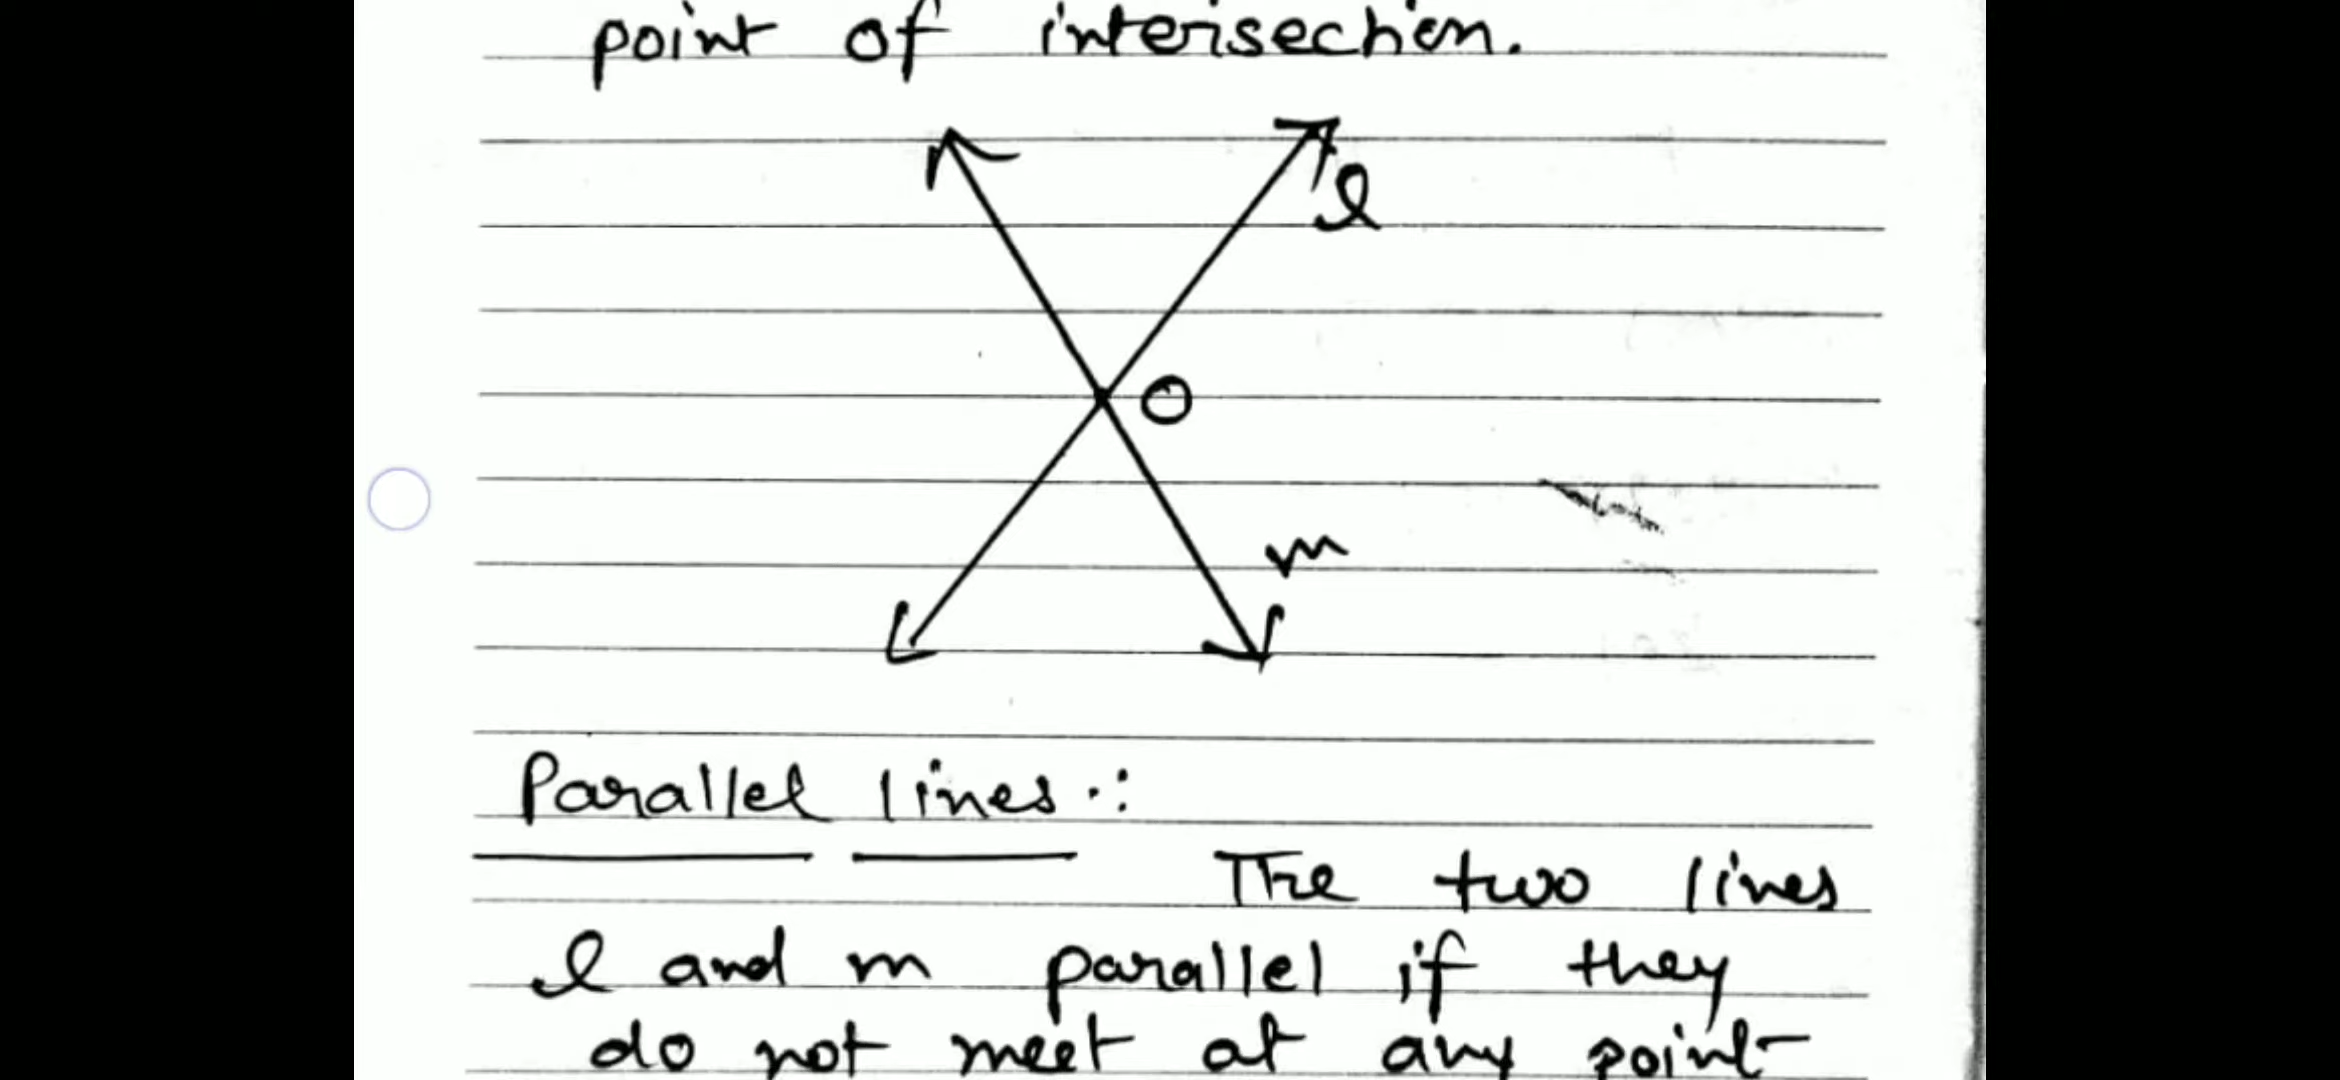 point of intersection.
l
O
m
Parallel lines :
The two lines
l and m parallel if they
do not meet at any point